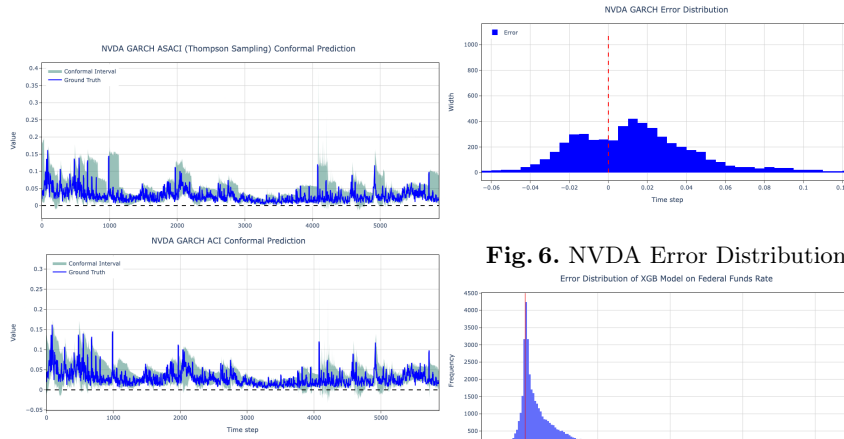 NVDA GARCH ASACI (Thompson Sampling) Conformal Prediction
Conformal Interval
Ground Truth
Value
0.4
0.35
0.3
0.25
0.2
0.15
0.1
0.05
0
0 1000 2000 3000 4000 5000
NVDA GARCH ACI Conformal Prediction
Conformal Interval
Ground Truth
Value
0.3
0.25
0.2
0.15
0.1
0.05
0
−0.05
0 1000 2000 3000 4000 5000
Time step
NVDA GARCH Error Distribution
Error
Width
1000
800
600
400
200
0
−0.06 −0.04 −0.02 0 0.02 0.04 0.06 0.08 0.1
Time step
Fig. 6. NVDA Error Distribution
Error Distribution of XGB Model on Federal Funds Rate
Frequency
4500
4000
3500
3000
2500
2000
1500
1000
500